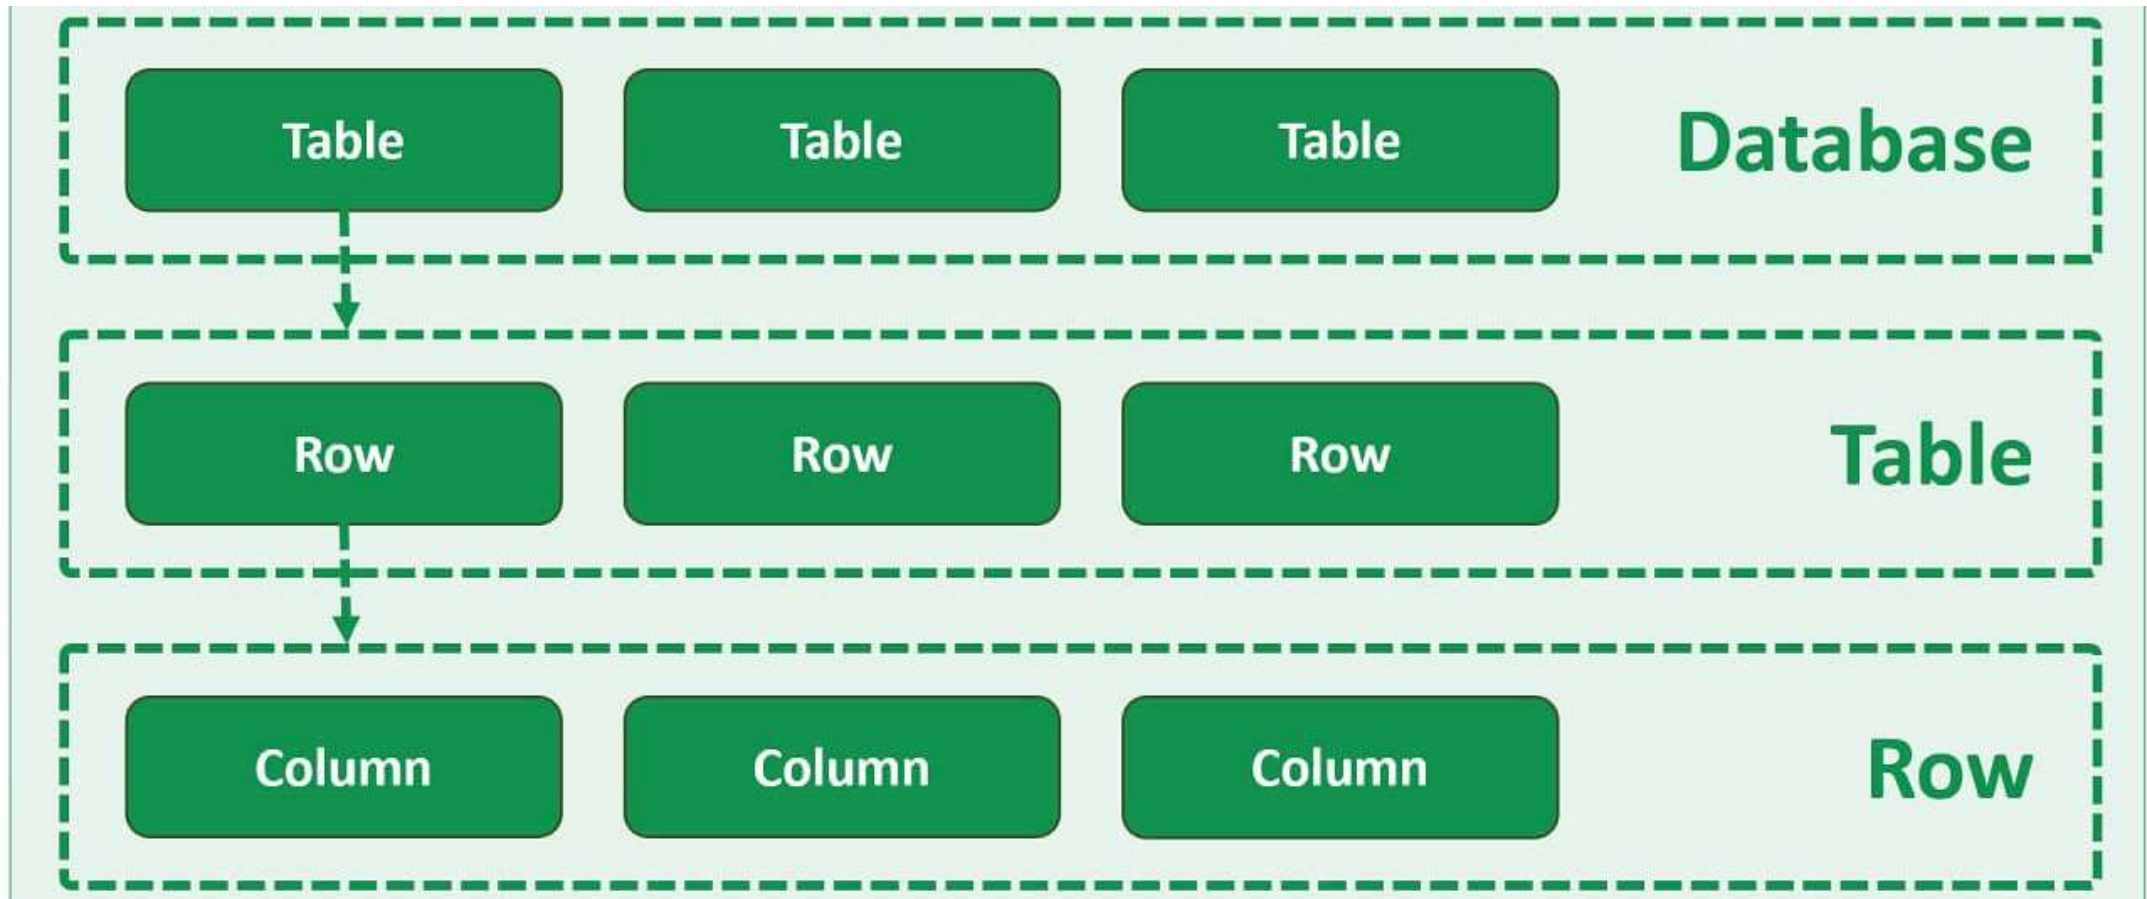 Table Table Table Database
Row Row Row Table
Column Column Column Row